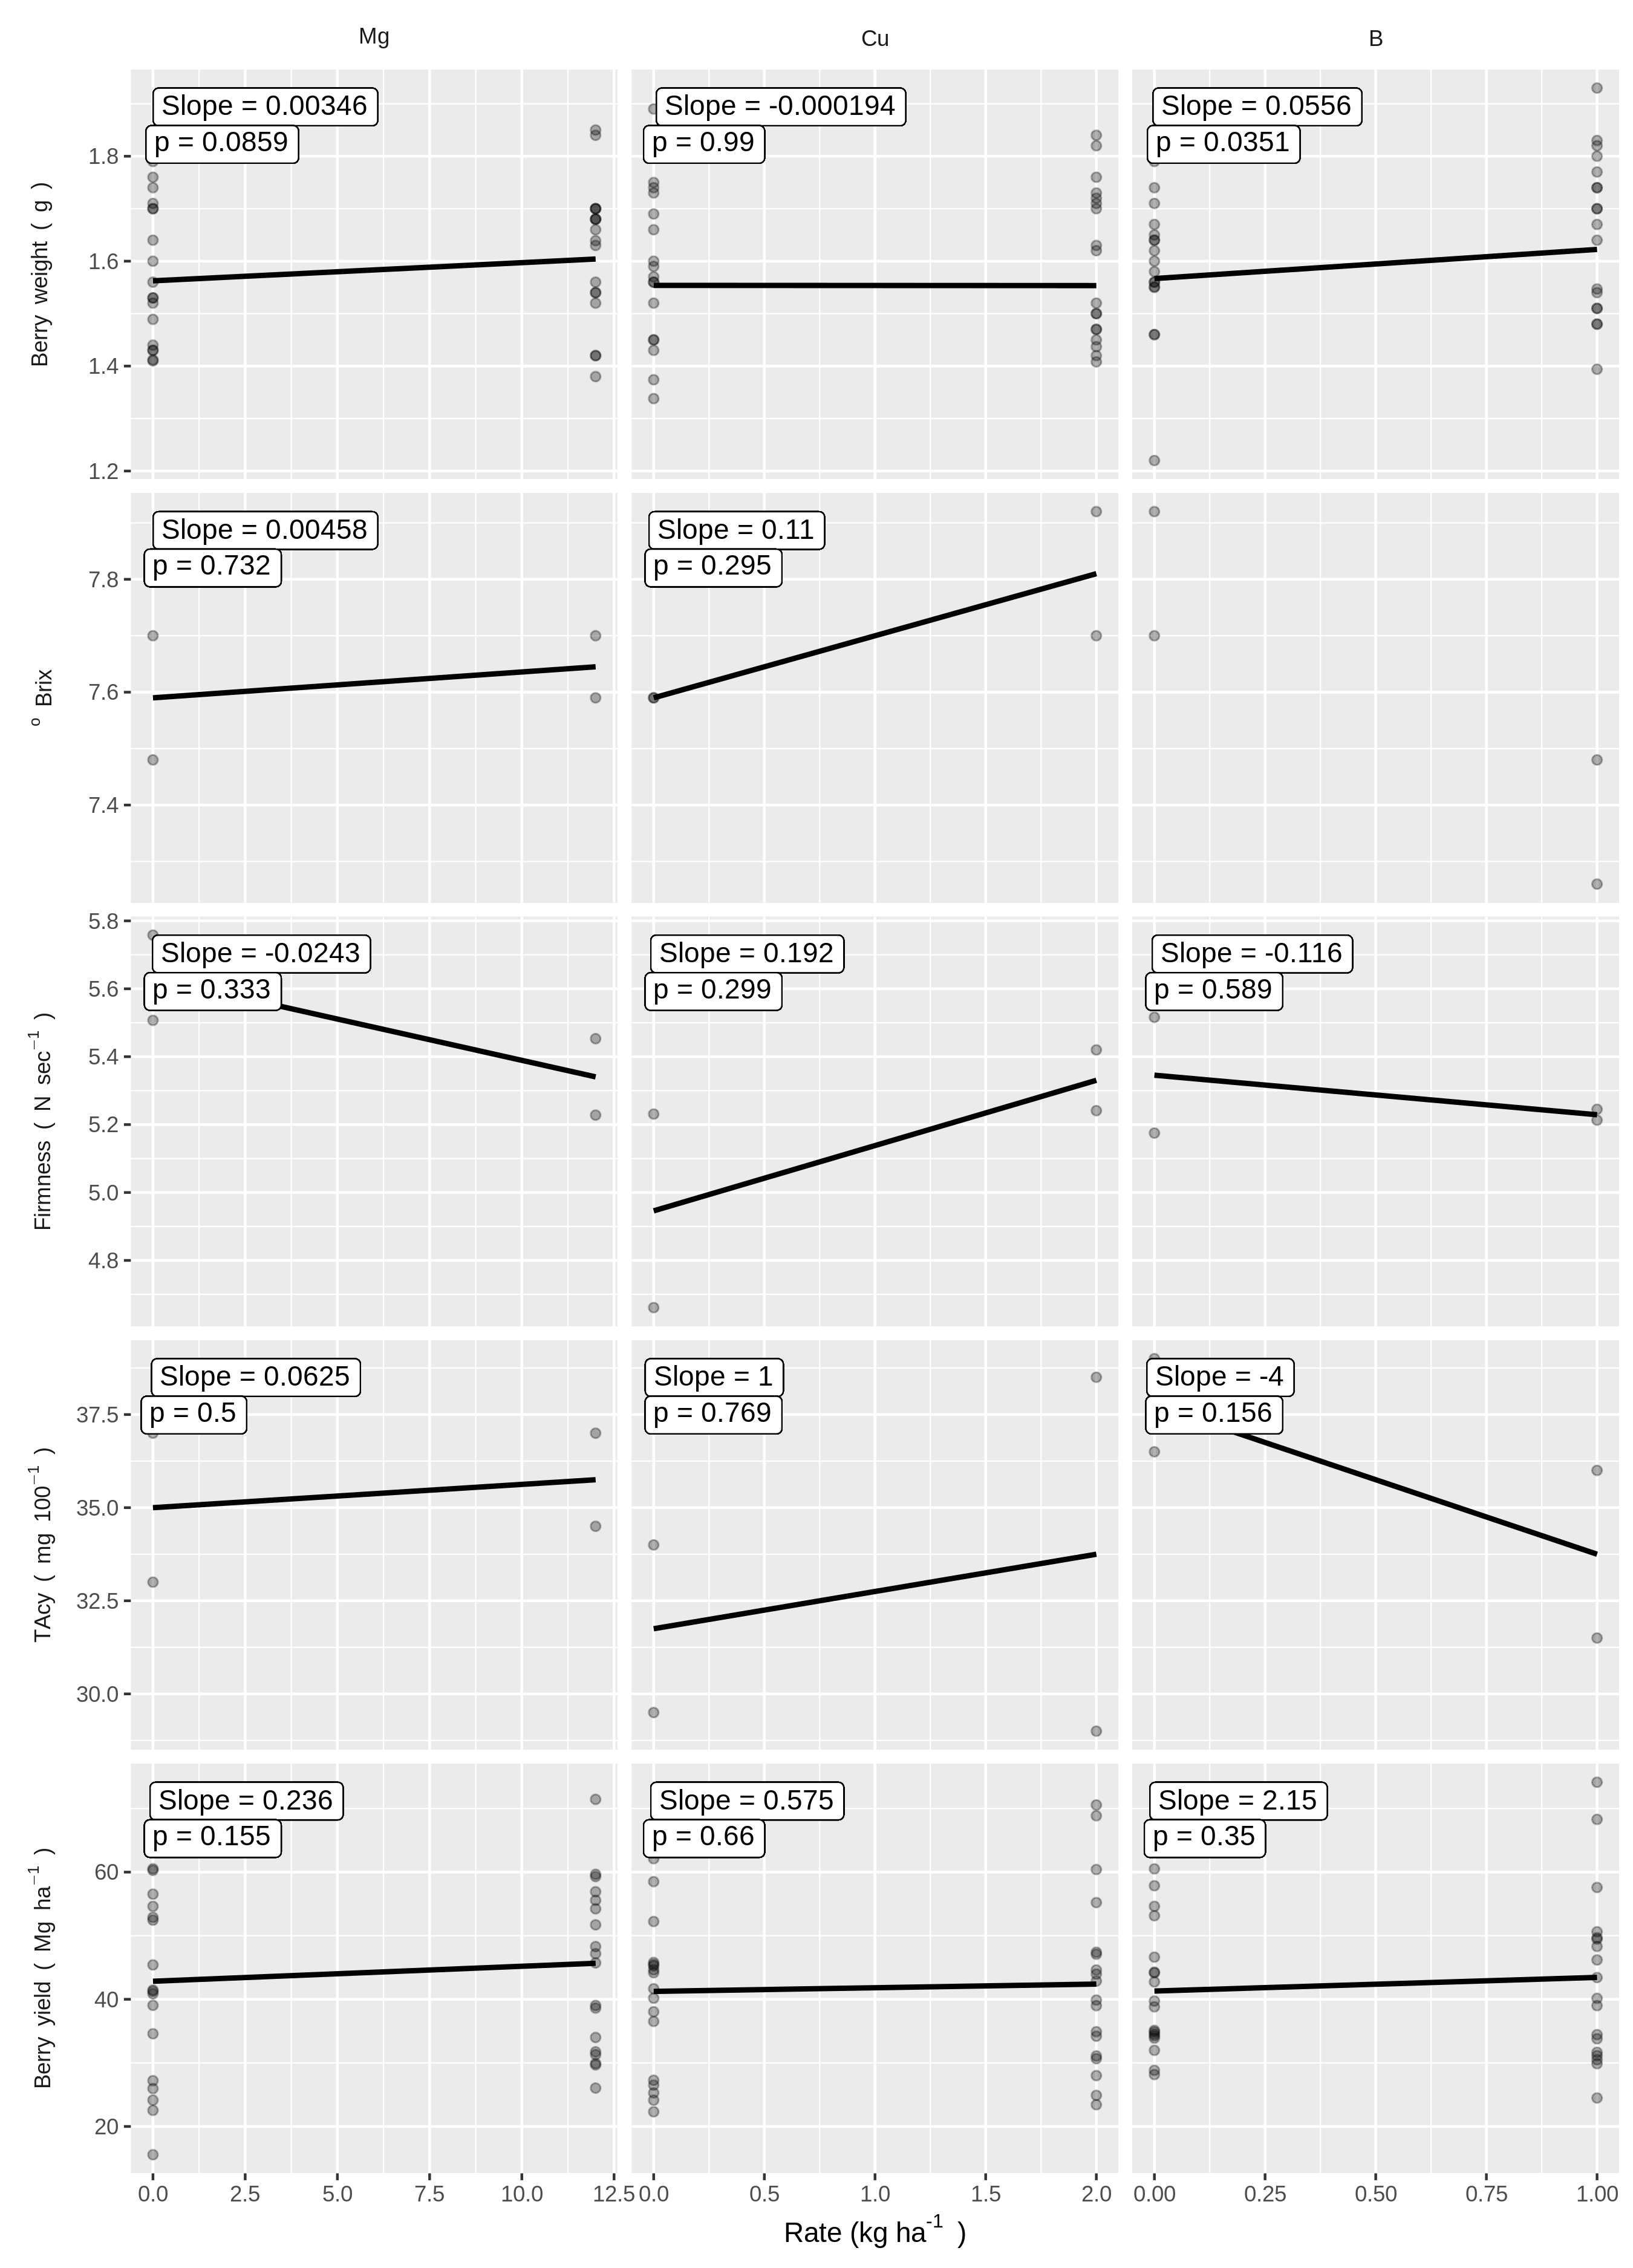 Mg Cu B
Slope = 0.00346
p = 0.0859
Slope = -0.000194
p = 0.99
Slope = 0.0556
p = 0.0351
1.8
1.6
1.4
1.2
Berry weight ( g )
Slope = 0.00458
p = 0.732
Slope = 0.11
p = 0.295
7.8
7.6
7.4
º Brix
Slope = -0.0243
p = 0.333
Slope = 0.192
p = 0.299
Slope = -0.116
p = 0.589
5.8
5.6
5.4
5.2
5.0
4.8
Firmness ( N sec⁻¹ )
Slope = 0.0625
p = 0.5
Slope = 1
p = 0.769
Slope = -4
p = 0.156
37.5
35.0
32.5
30.0
TAcy ( mg 100⁻¹ )
Slope = 0.236
p = 0.155
Slope = 0.575
p = 0.66
Slope = 2.15
p = 0.35
60
40
20
Berry yield ( Mg ha⁻¹ )
0.0 2.5 5.0 7.5 10.0 12.5 0.0 0.5 1.0 1.5 2.0 0.00 0.25 0.50 0.75 1.00
Rate (kg ha⁻¹ )